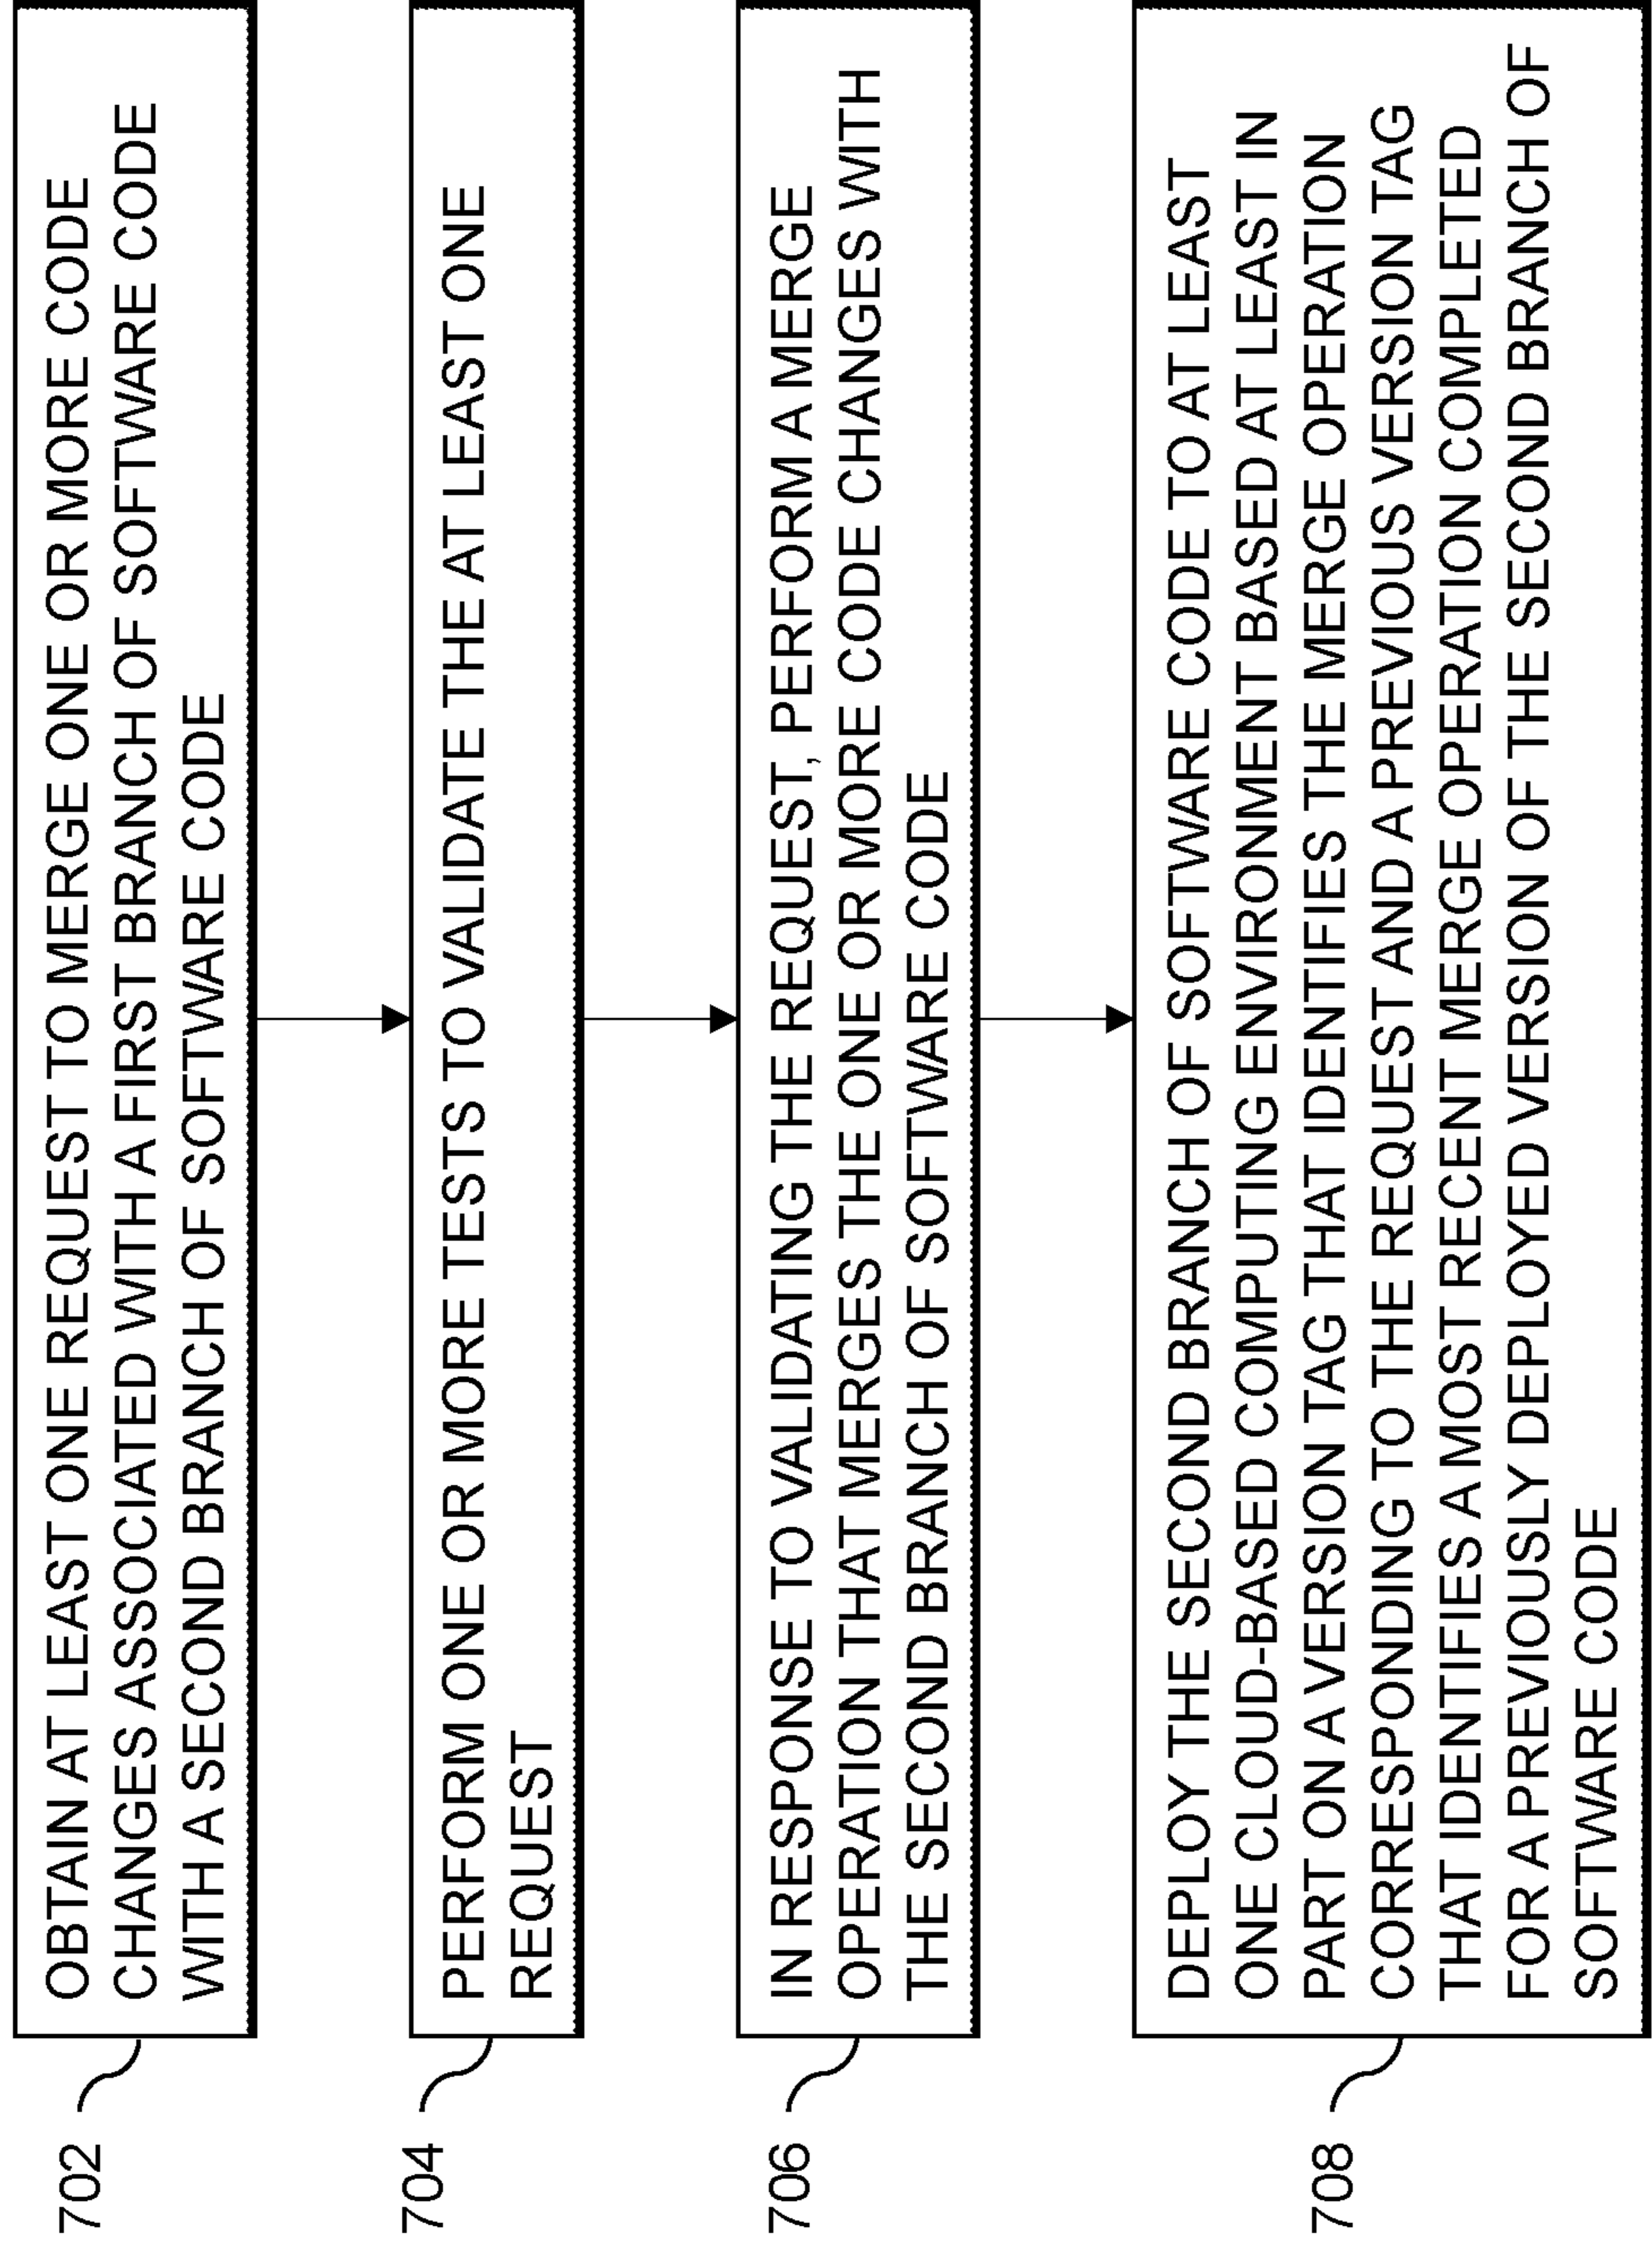 702
OBTAIN AT LEAST ONE REQUEST TO MERGE ONE OR MORE CODE
CHANGES ASSOCIATED WITH A FIRST BRANCH OF SOFTWARE CODE
WITH A SECOND BRANCH OF SOFTWARE CODE
704
PERFORM ONE OR MORE TESTS TO VALIDATE THE AT LEAST ONE
REQUEST
706
IN RESPONSE TO VALIDATING THE REQUEST, PERFORM A MERGE
OPERATION THAT MERGES THE ONE OR MORE CODE CHANGES WITH
THE SECOND BRANCH OF SOFTWARE CODE
708
DEPLOY THE SECOND BRANCH OF SOFTWARE CODE TO AT LEAST
ONE CLOUD-BASED COMPUTING ENVIRONMENT BASED AT LEAST IN
PART ON A VERSION TAG THAT IDENTIFIES THE MERGE OPERATION
CORRESPONDING TO THE REQUEST AND A PREVIOUS VERSION TAG
THAT IDENTIFIES A MOST RECENT MERGE OPERATION COMPLETED
FOR A PREVIOUSLY DEPLOYED VERSION OF THE SECOND BRANCH OF
SOFTWARE CODE